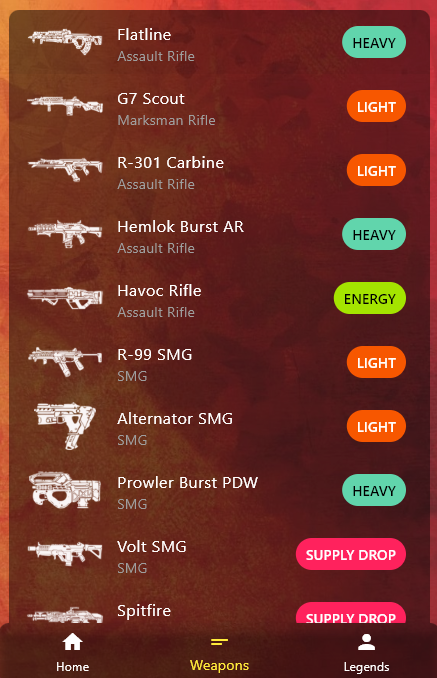 Flatline
HEAVY
Assault Rifle
G7 Scout
LIGHT
Marksman Rifle
R-301 Carbine
LIGHT
Assault Rifle
Hemlok Burst AR
HEAVY
Assault Rifle
Havoc Rifle
ENERGY
Assault Rifle
R-99 SMG
LIGHT
SMG
Alternator SMG
LIGHT
SMG
Prowler Burst PDW
HEAVY
SMG
Volt SMG
SUPPLY DROP
SMG
Spitfire
SUPPLY DROP
Home
Weapons
Legends